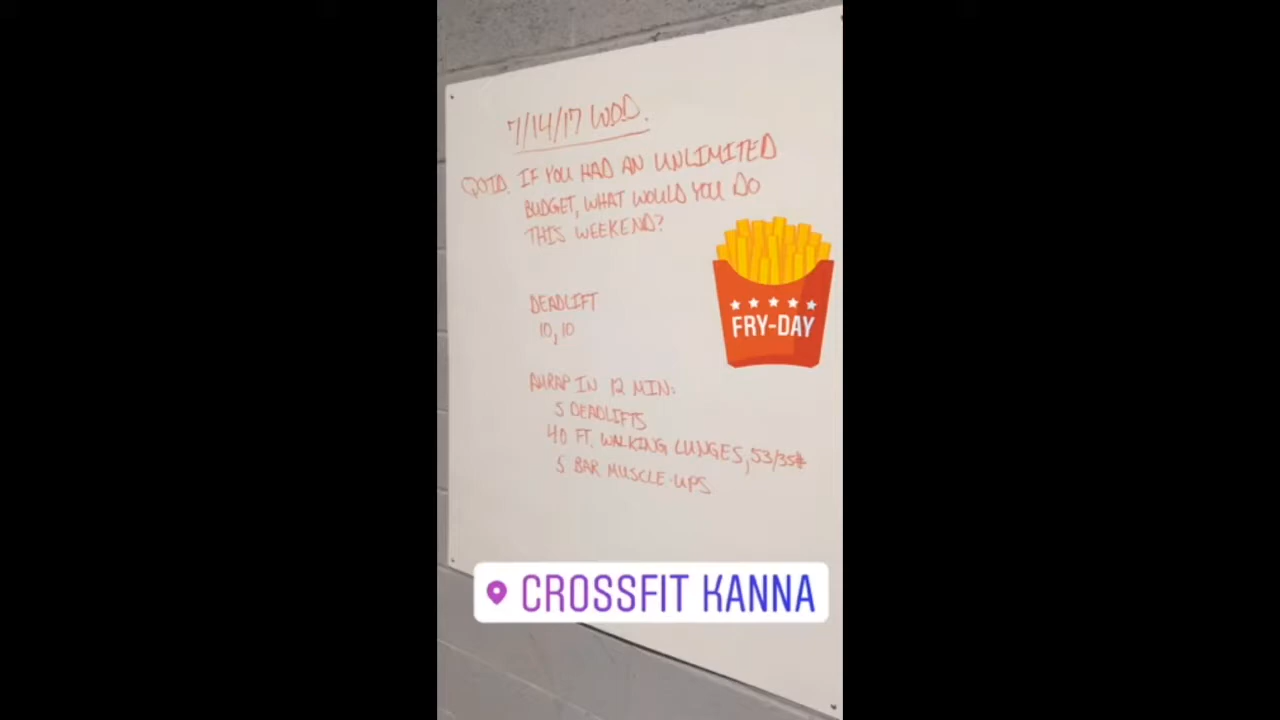 7/14/17 WOD.
QOTD. IF YOU HAD AN UNLIMITED
BUDGET, WHAT WOULD YOU DO
THIS WEEKEND?
DEADLIFT
10, 10
FRY-DAY
AMRAP IN 12 MIN:
5 DEADLIFTS
40 FT. WALKING LUNGES, 53/35#
5 BAR MUSCLE-UPS
CROSSFIT KANNA